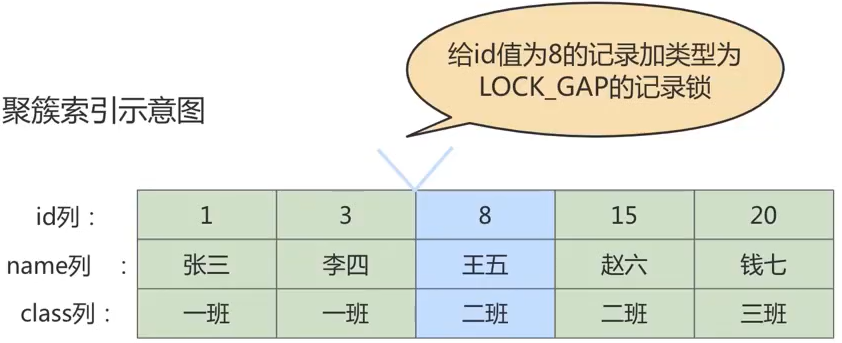 给id值为8的记录加类型为
LOCK_GAP的记录锁
聚簇索引示意图
id列： 1 3 8 15 20
name列 ： 张三 李四 王五 赵六 钱七
class列： 一班 一班 二班 二班 三班